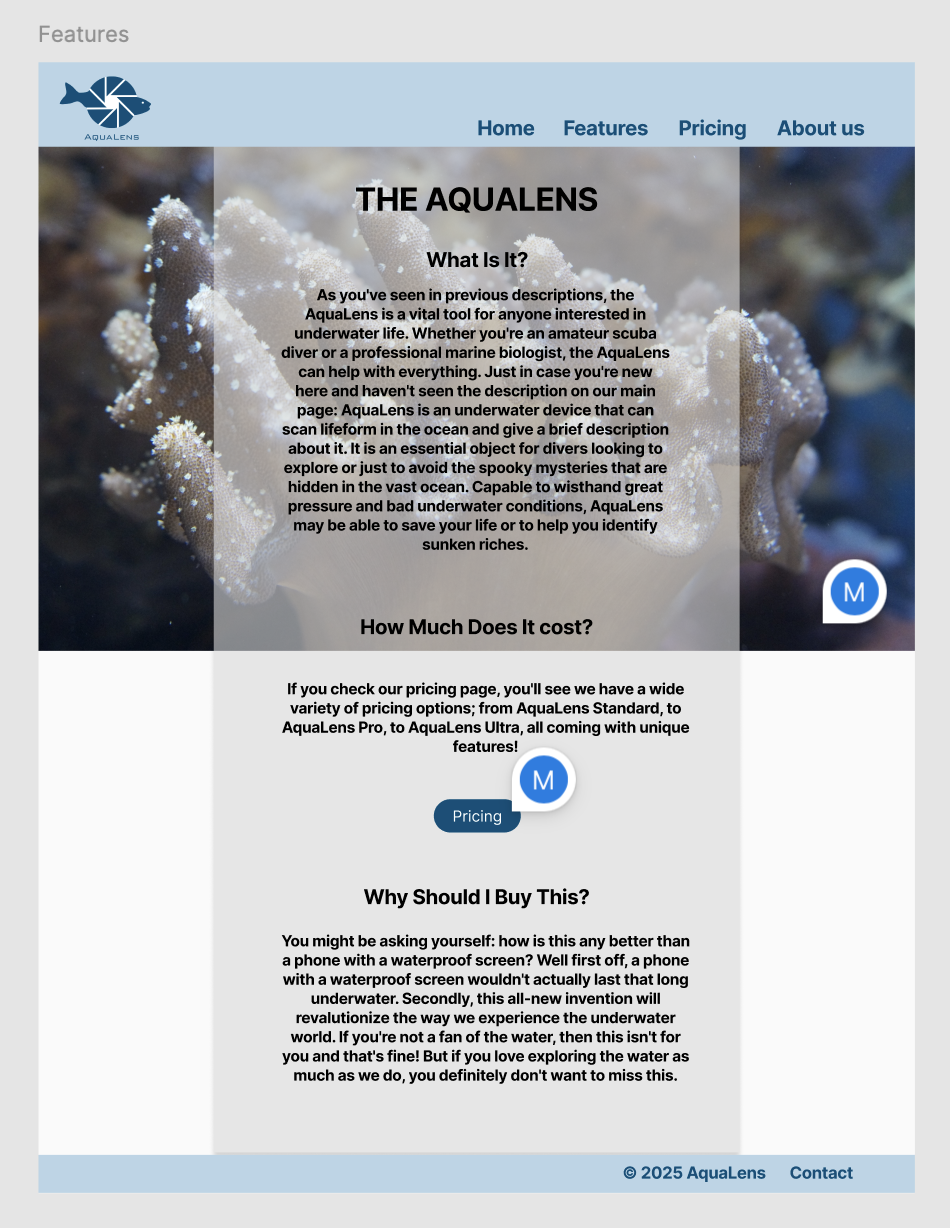 Features
AquaLens
Home Features Pricing About us
THE AQUALENS
What Is It?
As you've seen in previous descriptions, the
AquaLens is a vital tool for anyone interested in
underwater life. Whether you're an amateur scuba
diver or a professional marine biologist, the AquaLens
can help with everything. Just in case you're new
here and haven't seen the description on our main
page: AquaLens is an underwater device that can
scan lifeform in the ocean and give a brief description
about it. It is an essential object for divers looking to
explore or just to avoid the spooky mysteries that are
hidden in the vast ocean. Capable to wisthand great
pressure and bad underwater conditions, AquaLens
may be able to save your life or to help you identify
sunken riches.
M
How Much Does It cost?
If you check our pricing page, you'll see we have a wide
variety of pricing options; from AquaLens Standard, to
AquaLens Pro, to AquaLens Ultra, all coming with unique
features!
M
Pricing
Why Should I Buy This?
You might be asking yourself: how is this any better than
a phone with a waterproof screen? Well first off, a phone
with a waterproof screen wouldn't actually last that long
underwater. Secondly, this all-new invention will
revalutionize the way we experience the underwater
world. If you're not a fan of the water, then this isn't for
you and that's fine! But if you love exploring the water as
much as we do, you definitely don't want to miss this.
© 2025 AquaLens Contact